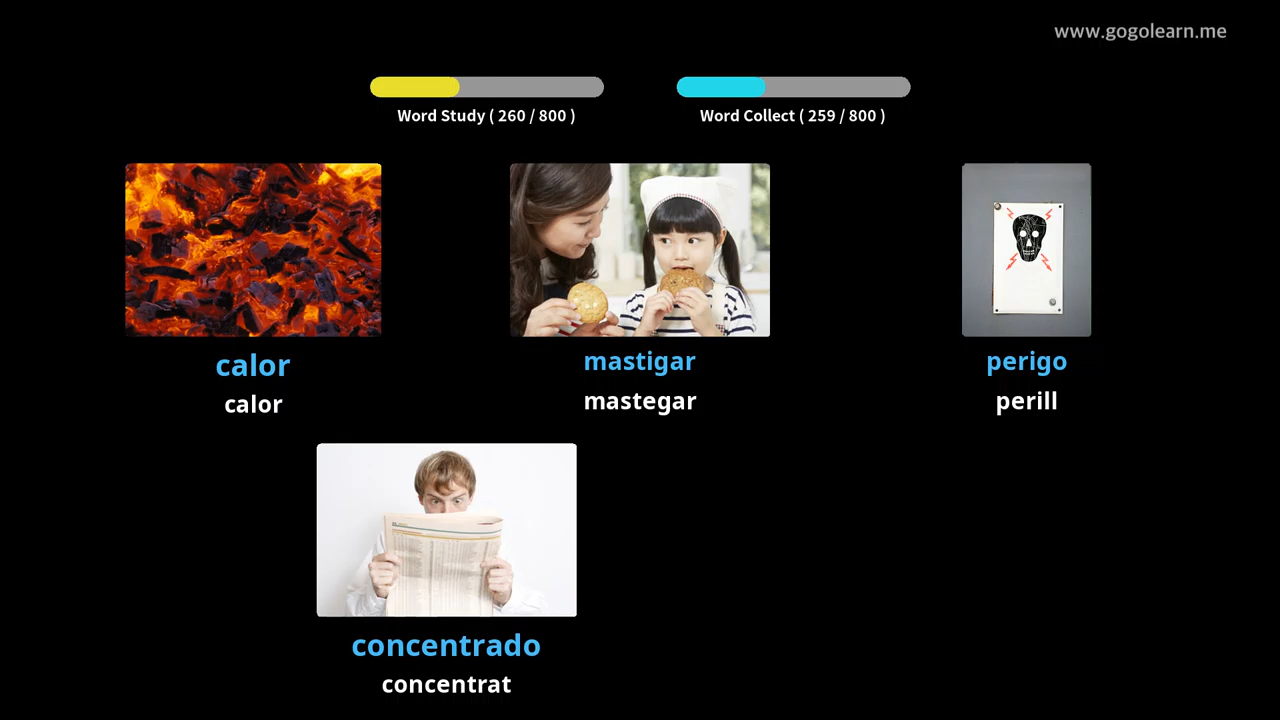 www.gogolearn.me
Word Study ( 260 / 800 )
Word Collect ( 259 / 800 )
calor
calor
mastigar
mastegar
perigo
perill
concentrado
concentrat